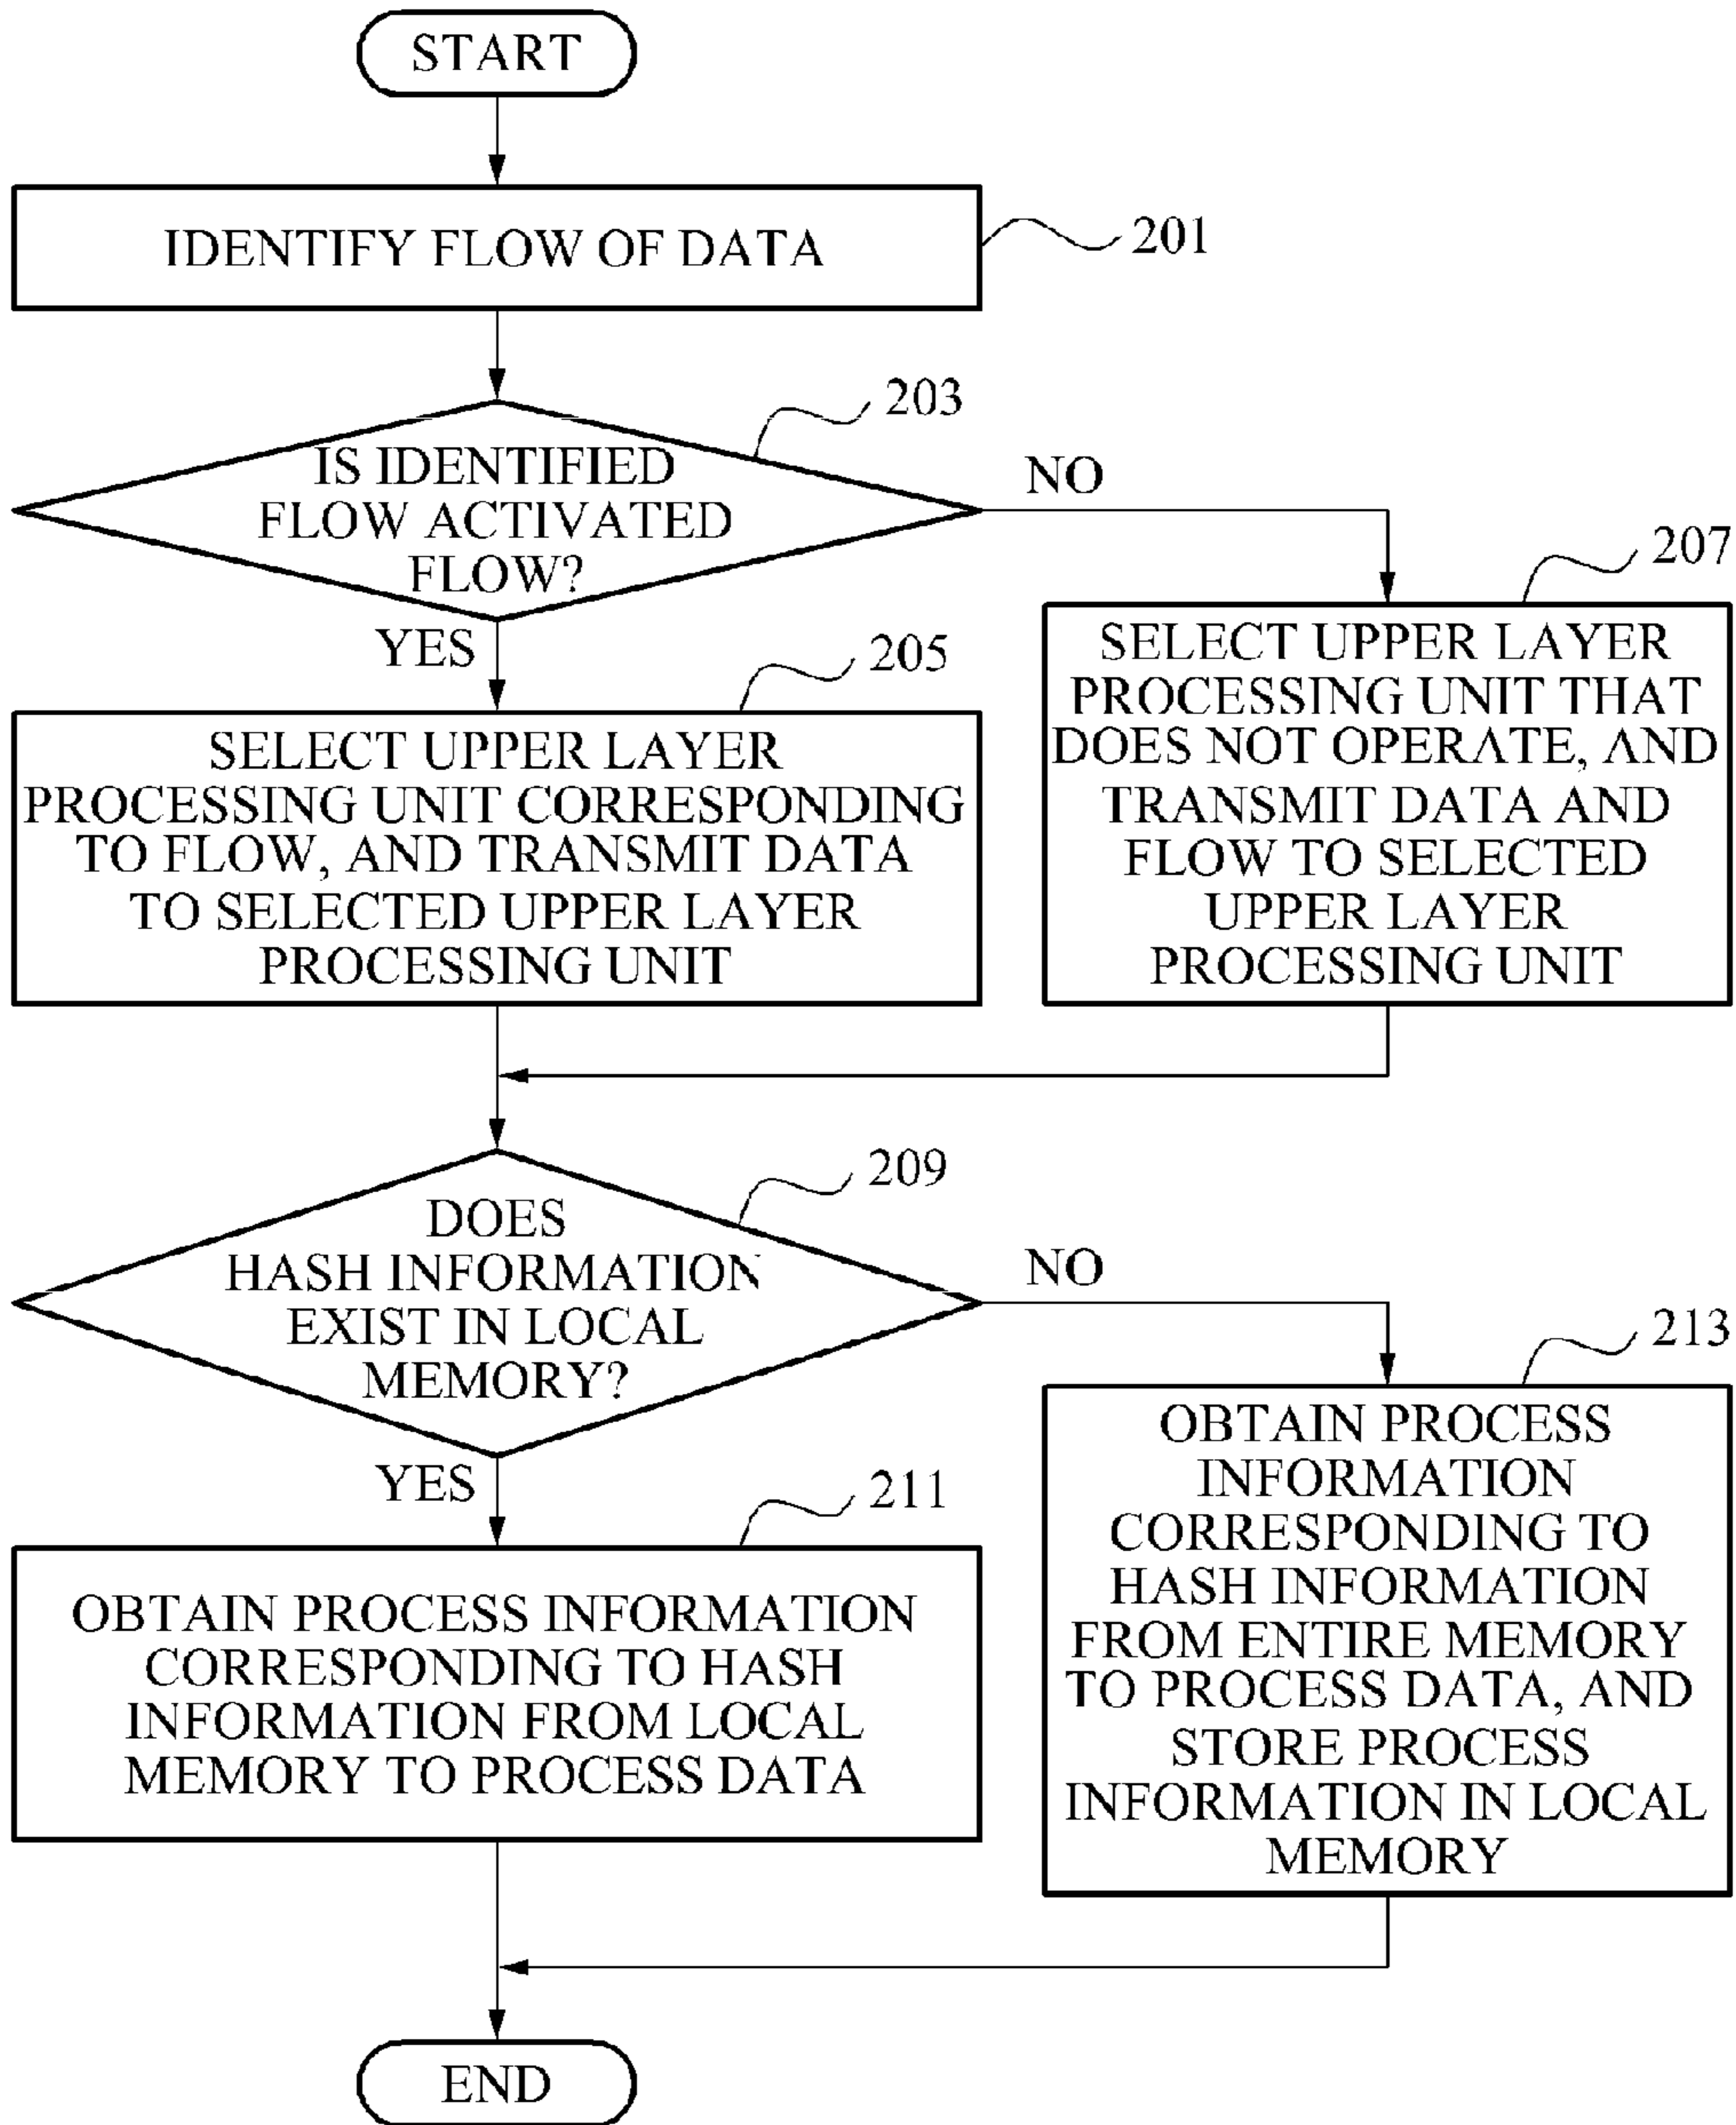 START
IDENTIFY FLOW OF DATA
201
203
IS IDENTIFIED
FLOW ACTIVATED
FLOW?
NO
YES
205
SELECT UPPER LAYER
PROCESSING UNIT CORRESPONDING
TO FLOW, AND TRANSMIT DATA
TO SELECTED UPPER LAYER
PROCESSING UNIT
207
SELECT UPPER LAYER
PROCESSING UNIT THAT
DOES NOT OPERATE, AND
TRANSMIT DATA AND
FLOW TO SELECTED
UPPER LAYER
PROCESSING UNIT
209
DOES
HASH INFORMATION
EXIST IN LOCAL
MEMORY?
NO
YES
211
OBTAIN PROCESS INFORMATION
CORRESPONDING TO HASH
INFORMATION FROM LOCAL
MEMORY TO PROCESS DATA
213
OBTAIN PROCESS
INFORMATION
CORRESPONDING TO
HASH INFORMATION
FROM ENTIRE MEMORY
TO PROCESS DATA, AND
STORE PROCESS
INFORMATION IN LOCAL
MEMORY
END